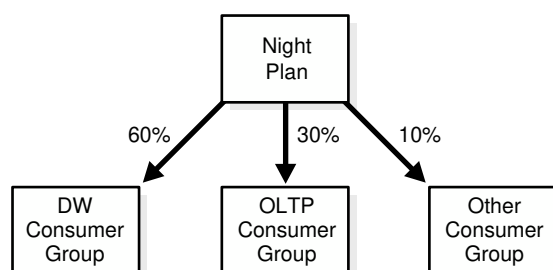 Night
Plan
60%
30%
10%
DW
Consumer
Group
OLTP
Consumer
Group
Other
Consumer
Group